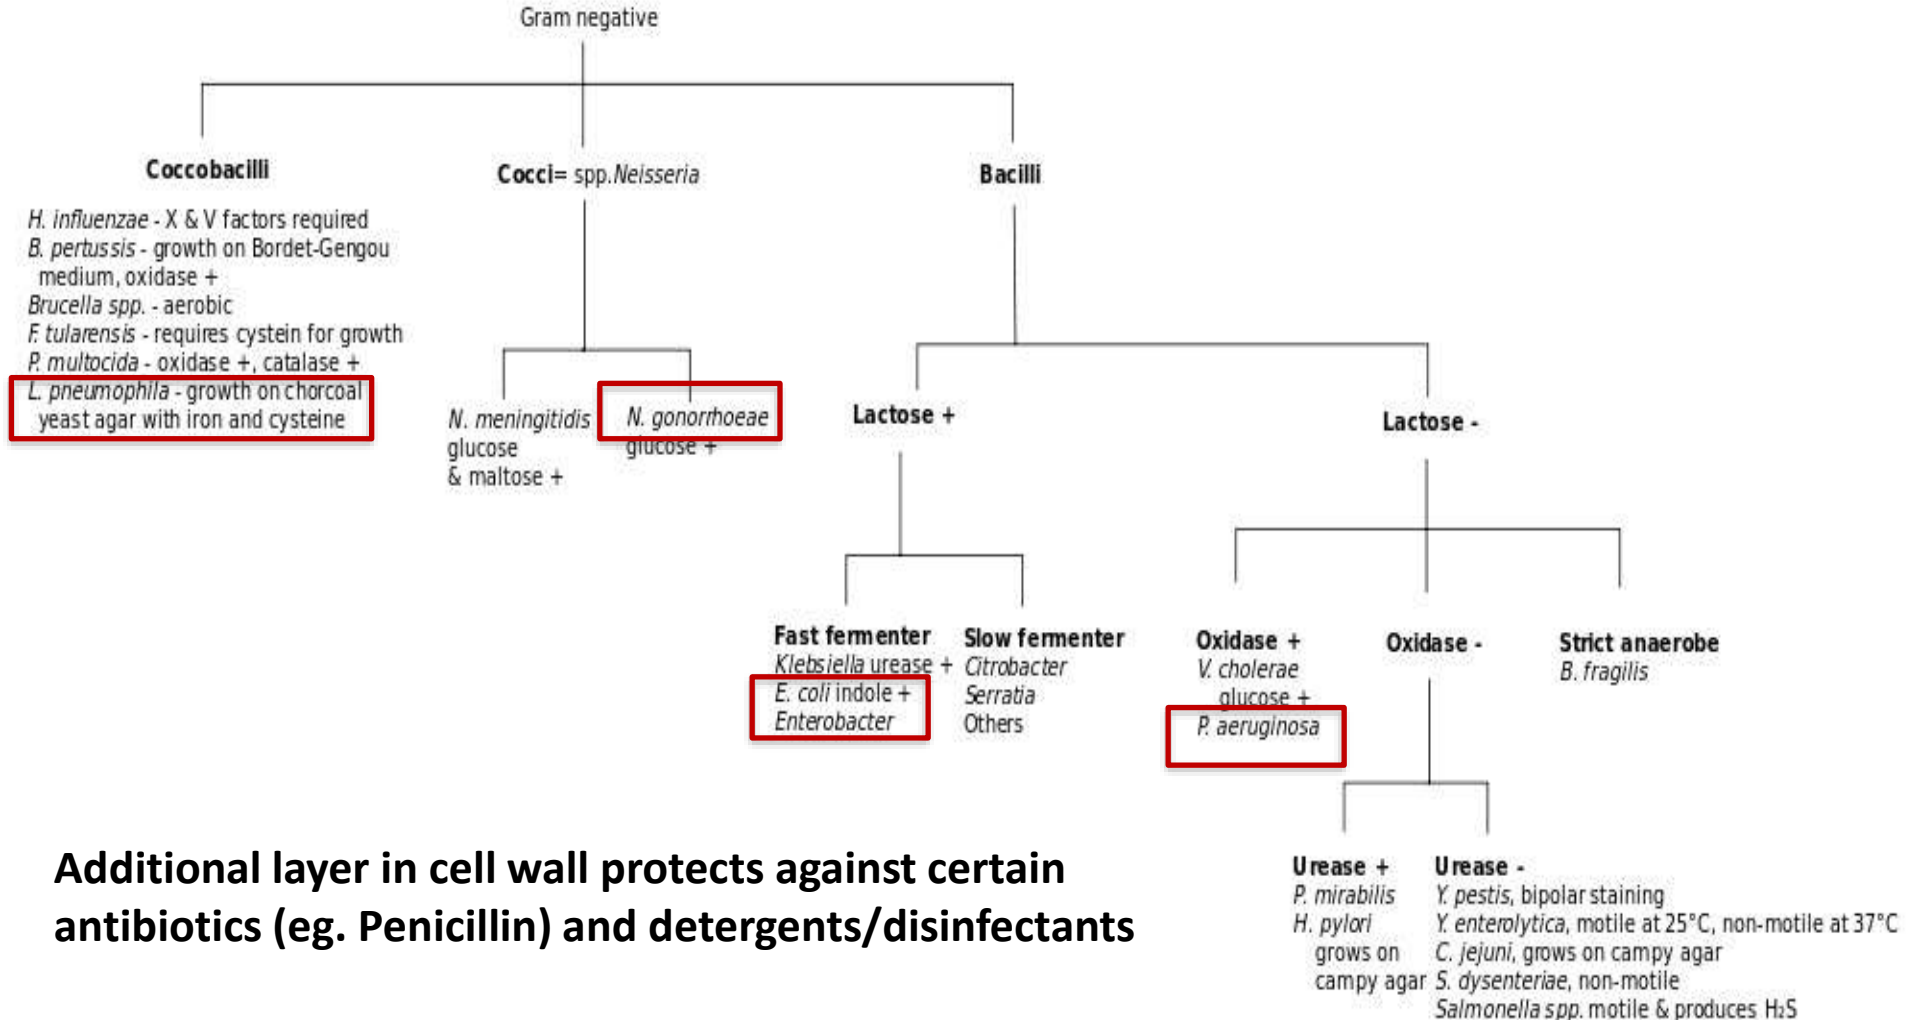 Gram negative
Coccobacilli
H. influenzae - X & V factors required
B. pertussis - growth on Bordet-Gengou
medium, oxidase +
Brucella spp. - aerobic
F. tularensis - requires cystein for growth
P. multocida - oxidase +, catalase +
L. pneumophila - growth on chorcoal
yeast agar with iron and cysteine
Cocci= spp.Neisseria
N. meningitidis
glucose
& maltose +
N. gonorrhoeae
glucose +
Bacilli
Lactose +
Fast fermenter
Klebsiella urease +
E. coli indole +
Enterobacter
Slow fermenter
Citrobacter
Serratia
Others
Lactose -
Oxidase +
V. cholerae
glucose +
P. aeruginosa
Oxidase -
Urease +
P. mirabilis
H. pylori
grows on
campy agar
Urease -
Y. pestis, bipolar staining
Y. enterolytica, motile at 25°C, non-motile at 37°C
C. jejuni, grows on campy agar
S. dysenteriae, non-motile
Salmonella spp. motile & produces H₂S
Strict anaerobe
B. fragilis
Additional layer in cell wall protects against certain
antibiotics (eg. Penicillin) and detergents/disinfectants